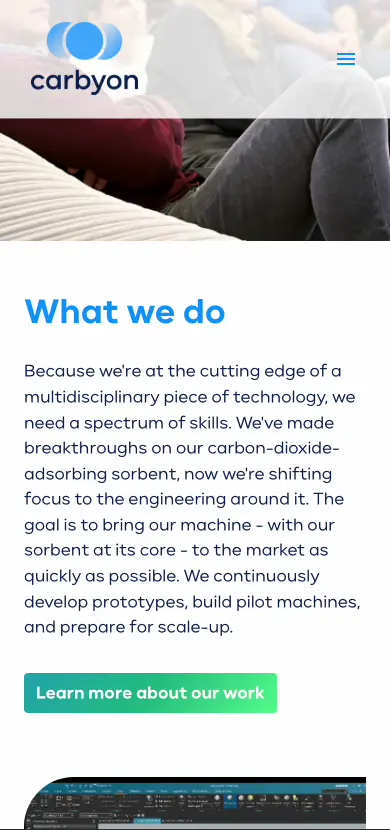 carbyon
What we do
Because we're at the cutting edge of a
multidisciplinary piece of technology, we
need a spectrum of skills. We've made
breakthroughs on our carbon-dioxide-
adsorbing sorbent, now we're shifting
focus to the engineering around it. The
goal is to bring our machine - with our
sorbent at its core - to the market as
quickly as possible. We continuously
develop prototypes, build pilot machines,
and prepare for scale-up.
Learn more about our work